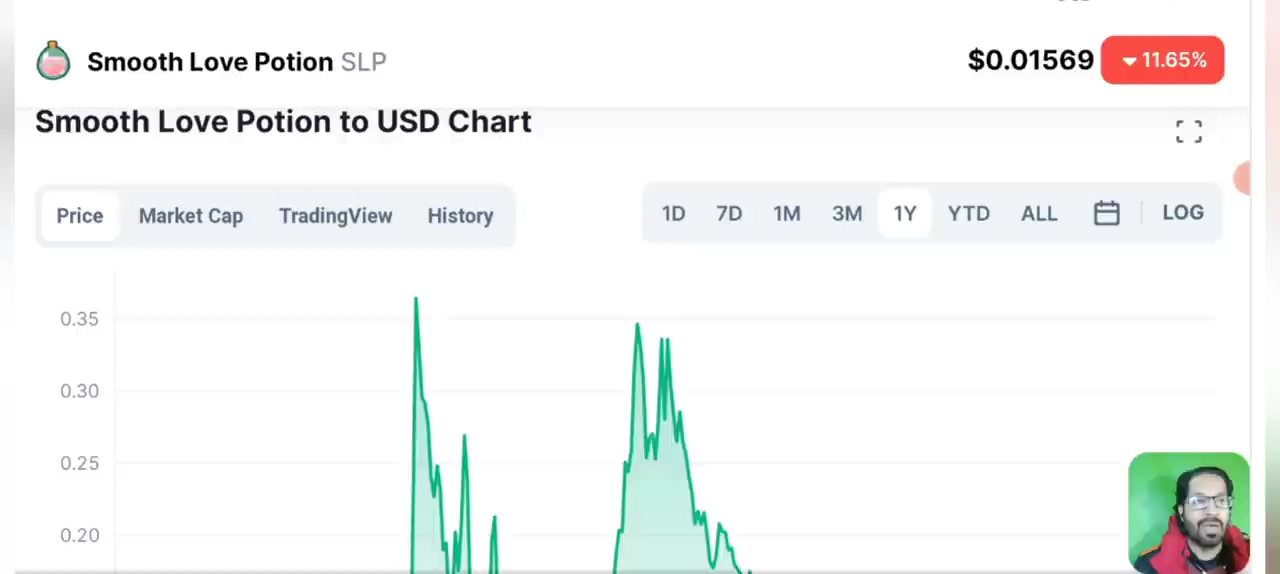 Smooth Love Potion SLP
$0.01569 11.65%
Smooth Love Potion to USD Chart
Price Market Cap TradingView History
1D 7D 1M 3M 1Y YTD ALL LOG
0.35
0.30
0.25
0.20